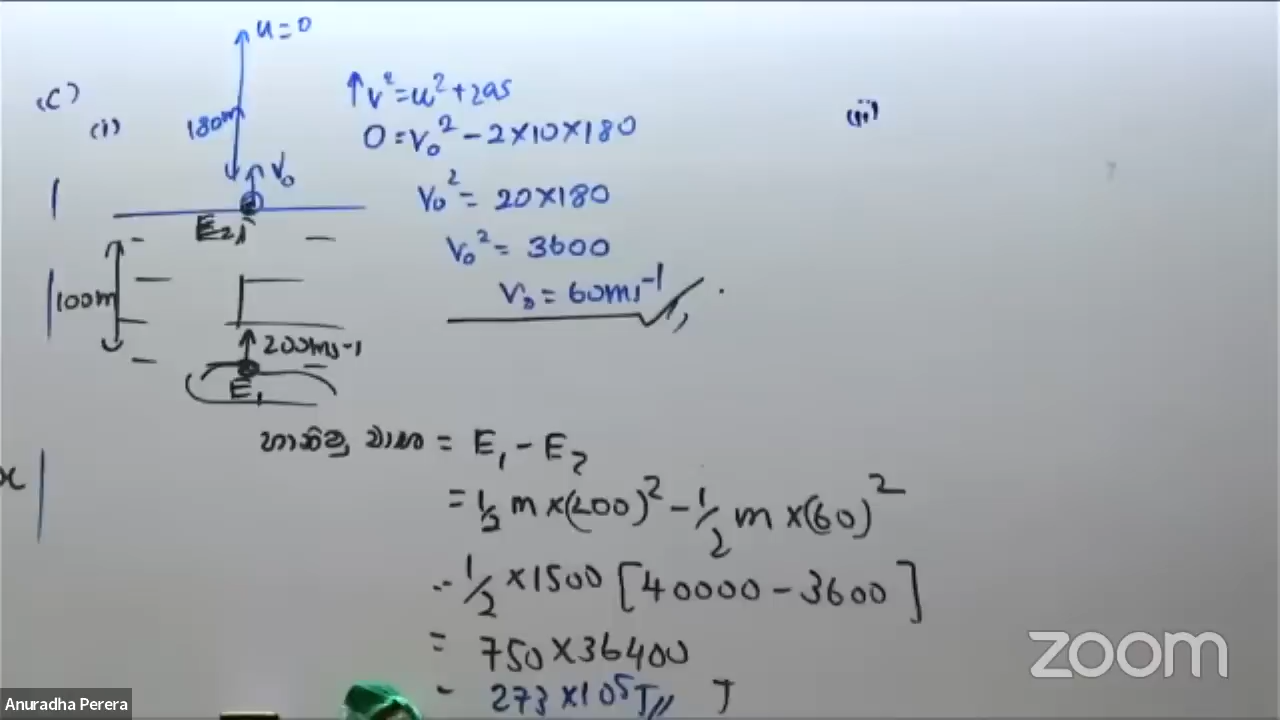 u = 0
(C)
(i)
180m
V₀
E₂
100m
200ms-1
E₁
↑v² = u² + 2as
0 = V₀² - 2×10×180
V₀² = 20×180
V₀² = 3600
V₀ = 60ms⁻¹
(ii)
= E₁ - E₂
= 1/2 m×(200)² - 1/2 m×(60)²
1/2 ×1500 [40000 - 3600]
= 750×36400
- 273×10⁵J// J
x
zoom
Anuradha Perera